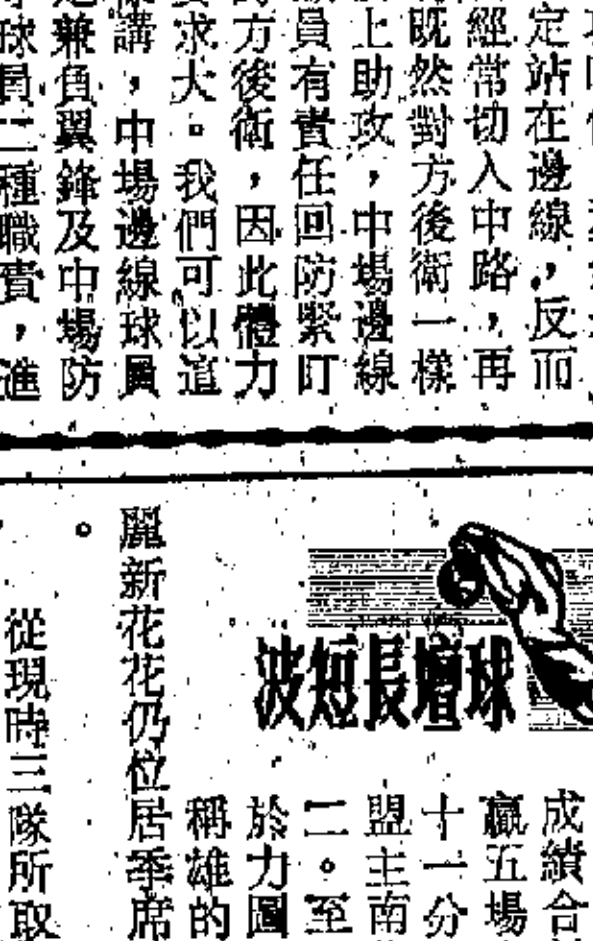 定站在邊線，反而
經常切入中路，再
既然對方後衛一樣
上助攻，中場邊線
員有責任回防緊盯
方後衛，因此體力
求大。我們可以這
講，中場邊線球員
兼負翼鋒及中場防
球員二種職責，進
球壇長短波
成績合
贏五場
十一分
盟主南
二。至
於力圖
稱雄的
麗新花花仍位居季席
。
從現時三隊所取